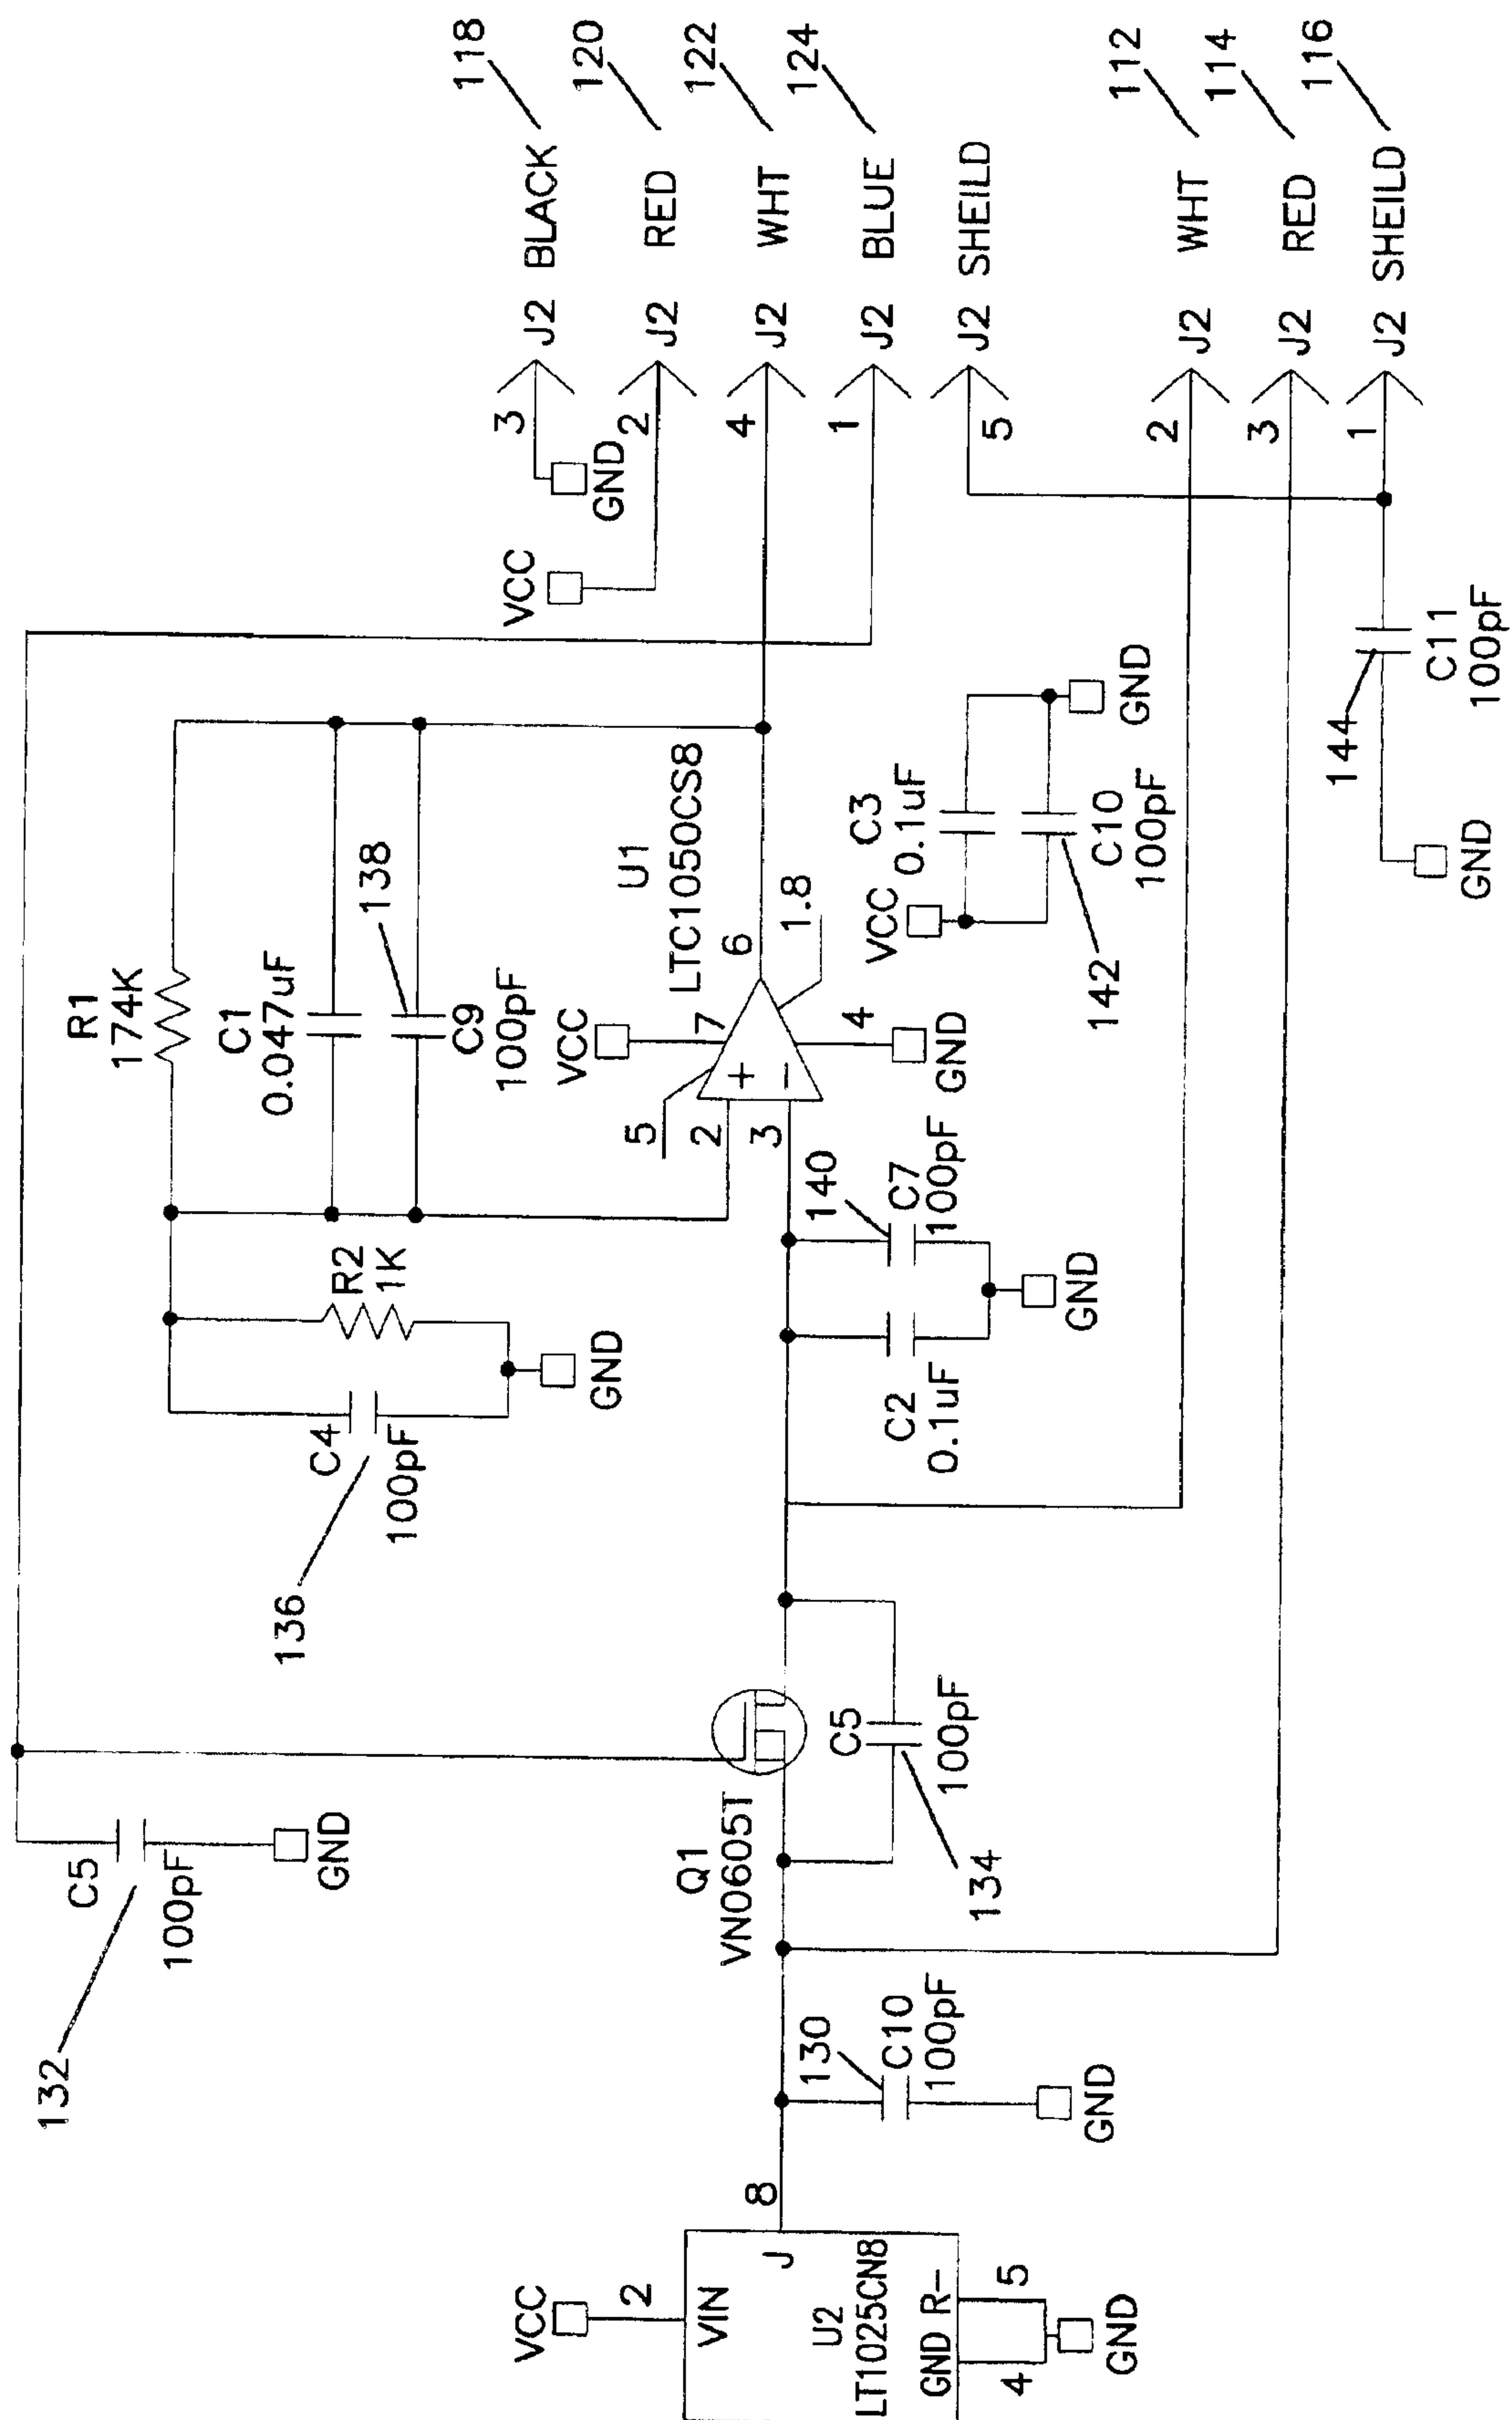 132
C5
100pF
GND
136
C4
100pF
R2
1K
GND
R1
174K
C1
0.047uF
138
C9
100pF
VCC
5
7
2
3
+
−
6
1.8
4
GND
U1
LTC1050CS8
VCC
2
VIN
J
8
U2
LT1025CN8
GND R−
4
5
GND
130
C10
100pF
GND
Q1
VN0605T
C5
100pF
134
C2
0.1uF
140
C7
100pF
GND
VCC
C3
0.1uF
C10
100pF
142
GND
GND
144
C11
100pF
VCC
GND
3
J2 BLACK
118
2
J2 RED
120
4
J2 WHT
122
1
J2 BLUE
124
5
J2 SHEILD
2
J2 WHT
112
3
J2 RED
114
1
J2 SHEILD
116